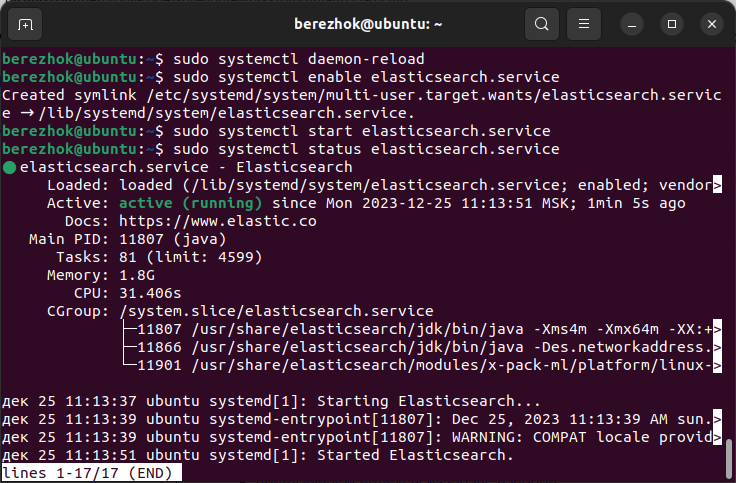 berezhok@ubuntu: ~
berezhok@ubuntu:~$ sudo systemctl daemon-reload
berezhok@ubuntu:~$ sudo systemctl enable elasticsearch.service
Created symlink /etc/systemd/system/multi-user.target.wants/elasticsearch.servic
e → /lib/systemd/system/elasticsearch.service.
berezhok@ubuntu:~$ sudo systemctl start elasticsearch.service
berezhok@ubuntu:~$ sudo systemctl status elasticsearch.service
● elasticsearch.service - Elasticsearch
     Loaded: loaded (/lib/systemd/system/elasticsearch.service; enabled; vendor>
     Active: active (running) since Mon 2023-12-25 11:13:51 MSK; 1min 5s ago
       Docs: https://www.elastic.co
   Main PID: 11807 (java)
      Tasks: 81 (limit: 4599)
     Memory: 1.8G
        CPU: 31.406s
     CGroup: /system.slice/elasticsearch.service
             ├─11807 /usr/share/elasticsearch/jdk/bin/java -Xms4m -Xmx64m -XX:+>
             ├─11866 /usr/share/elasticsearch/jdk/bin/java -Des.networkaddress.>
             └─11901 /usr/share/elasticsearch/modules/x-pack-ml/platform/linux->
дек 25 11:13:37 ubuntu systemd[1]: Starting Elasticsearch...
дек 25 11:13:39 ubuntu systemd-entrypoint[11807]: Dec 25, 2023 11:13:39 AM sun.>
дек 25 11:13:39 ubuntu systemd-entrypoint[11807]: WARNING: COMPAT locale provid>
дек 25 11:13:51 ubuntu systemd[1]: Started Elasticsearch.
lines 1-17/17 (END)